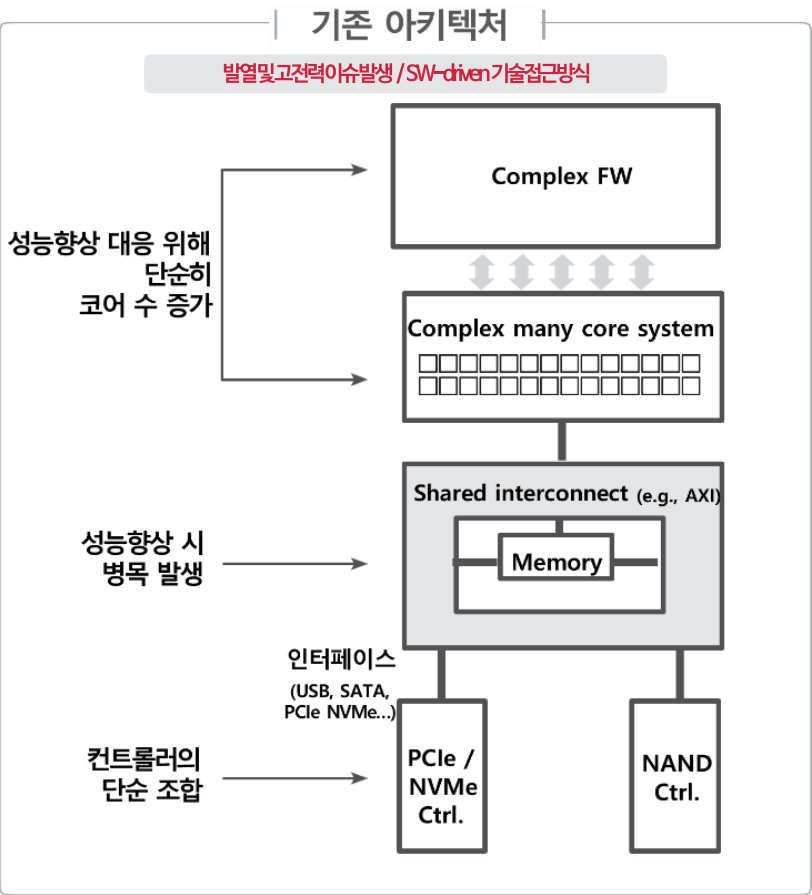 기존 아키텍처
발열및고전력이슈발생 / SW-driven 기술접근방식
Complex FW
성능향상 대응 위해
단순히
코어 수 증가
Complex many core system
Shared interconnect (e.g., AXI)
Memory
성능향상 시
병목 발생
인터페이스
(USB, SATA,
PCIe NVMe...)
컨트롤러의
단순 조합
PCIe /
NVMe
Ctrl.
NAND
Ctrl.